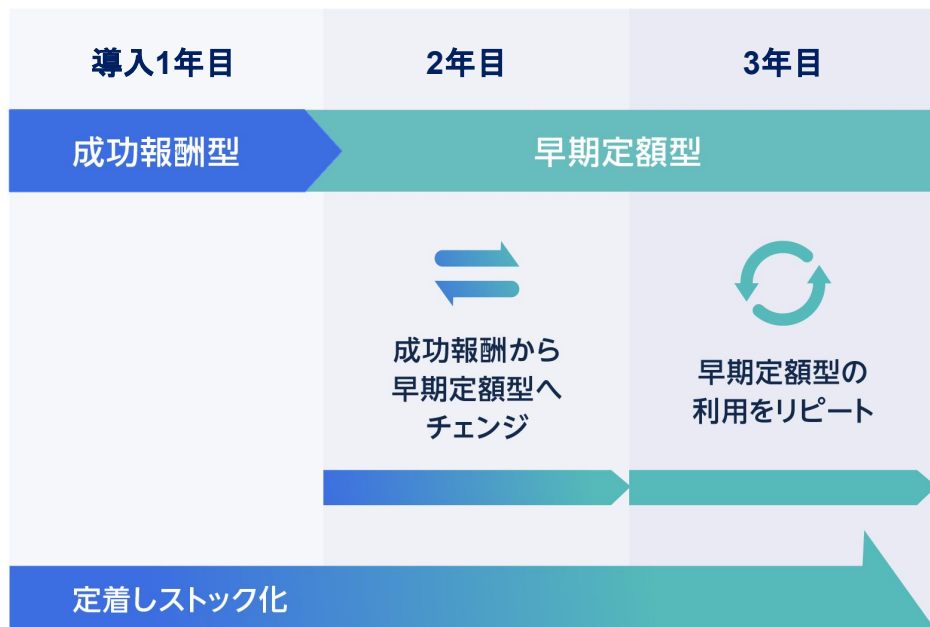 導入1年目
2年目
3年目
成功報酬型
早期定額型
成功報酬から
早期定額型へ
チェンジ
早期定額型の
利用をリピート
定着しストック化